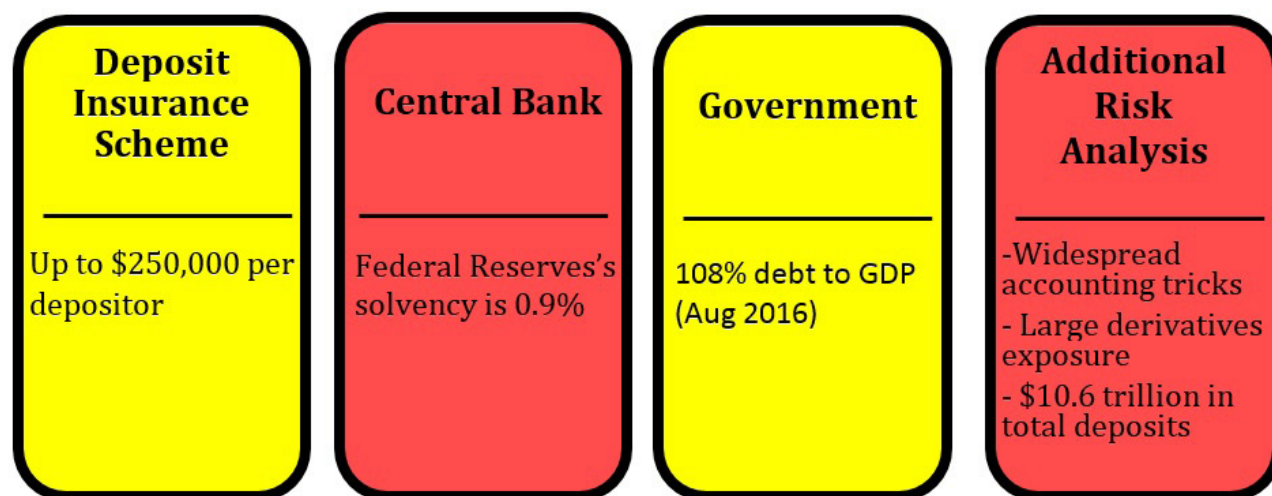 Deposit
Insurance
Scheme
Up to $250,000 per
depositor
Central Bank
Federal Reserves's
solvency is 0.9%
Government
108% debt to GDP
(Aug 2016)
Additional
Risk
Analysis
-Widespread
accounting tricks
- Large derivatives
exposure
- $10.6 trillion in
total deposits